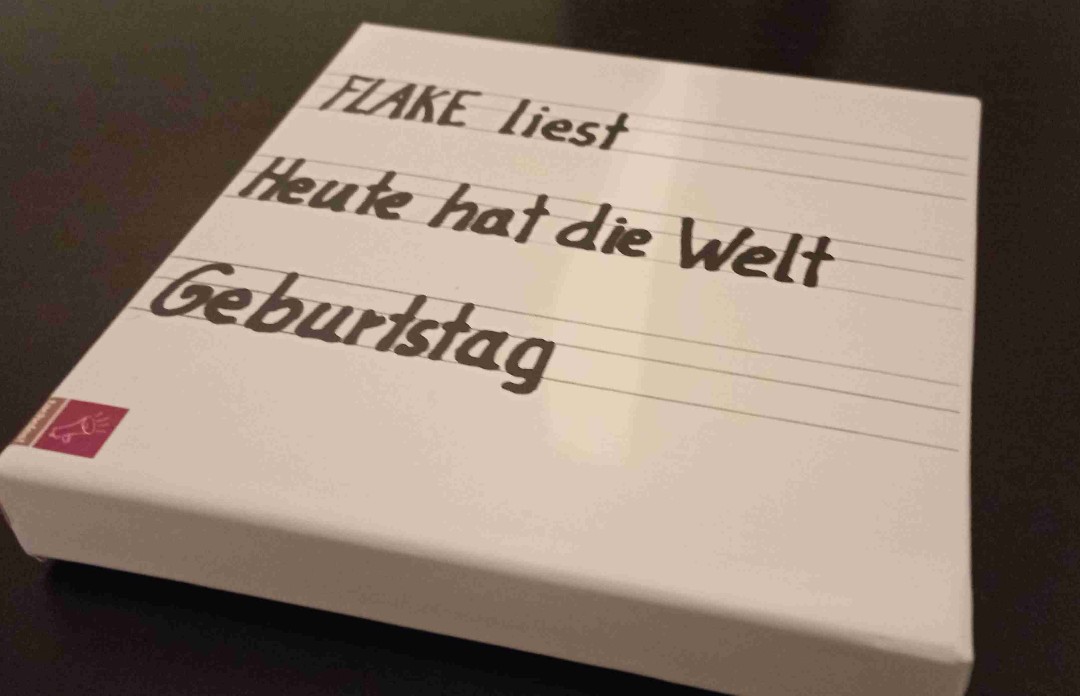 FLAKE liest
Heute hat die Welt
Geburtstag